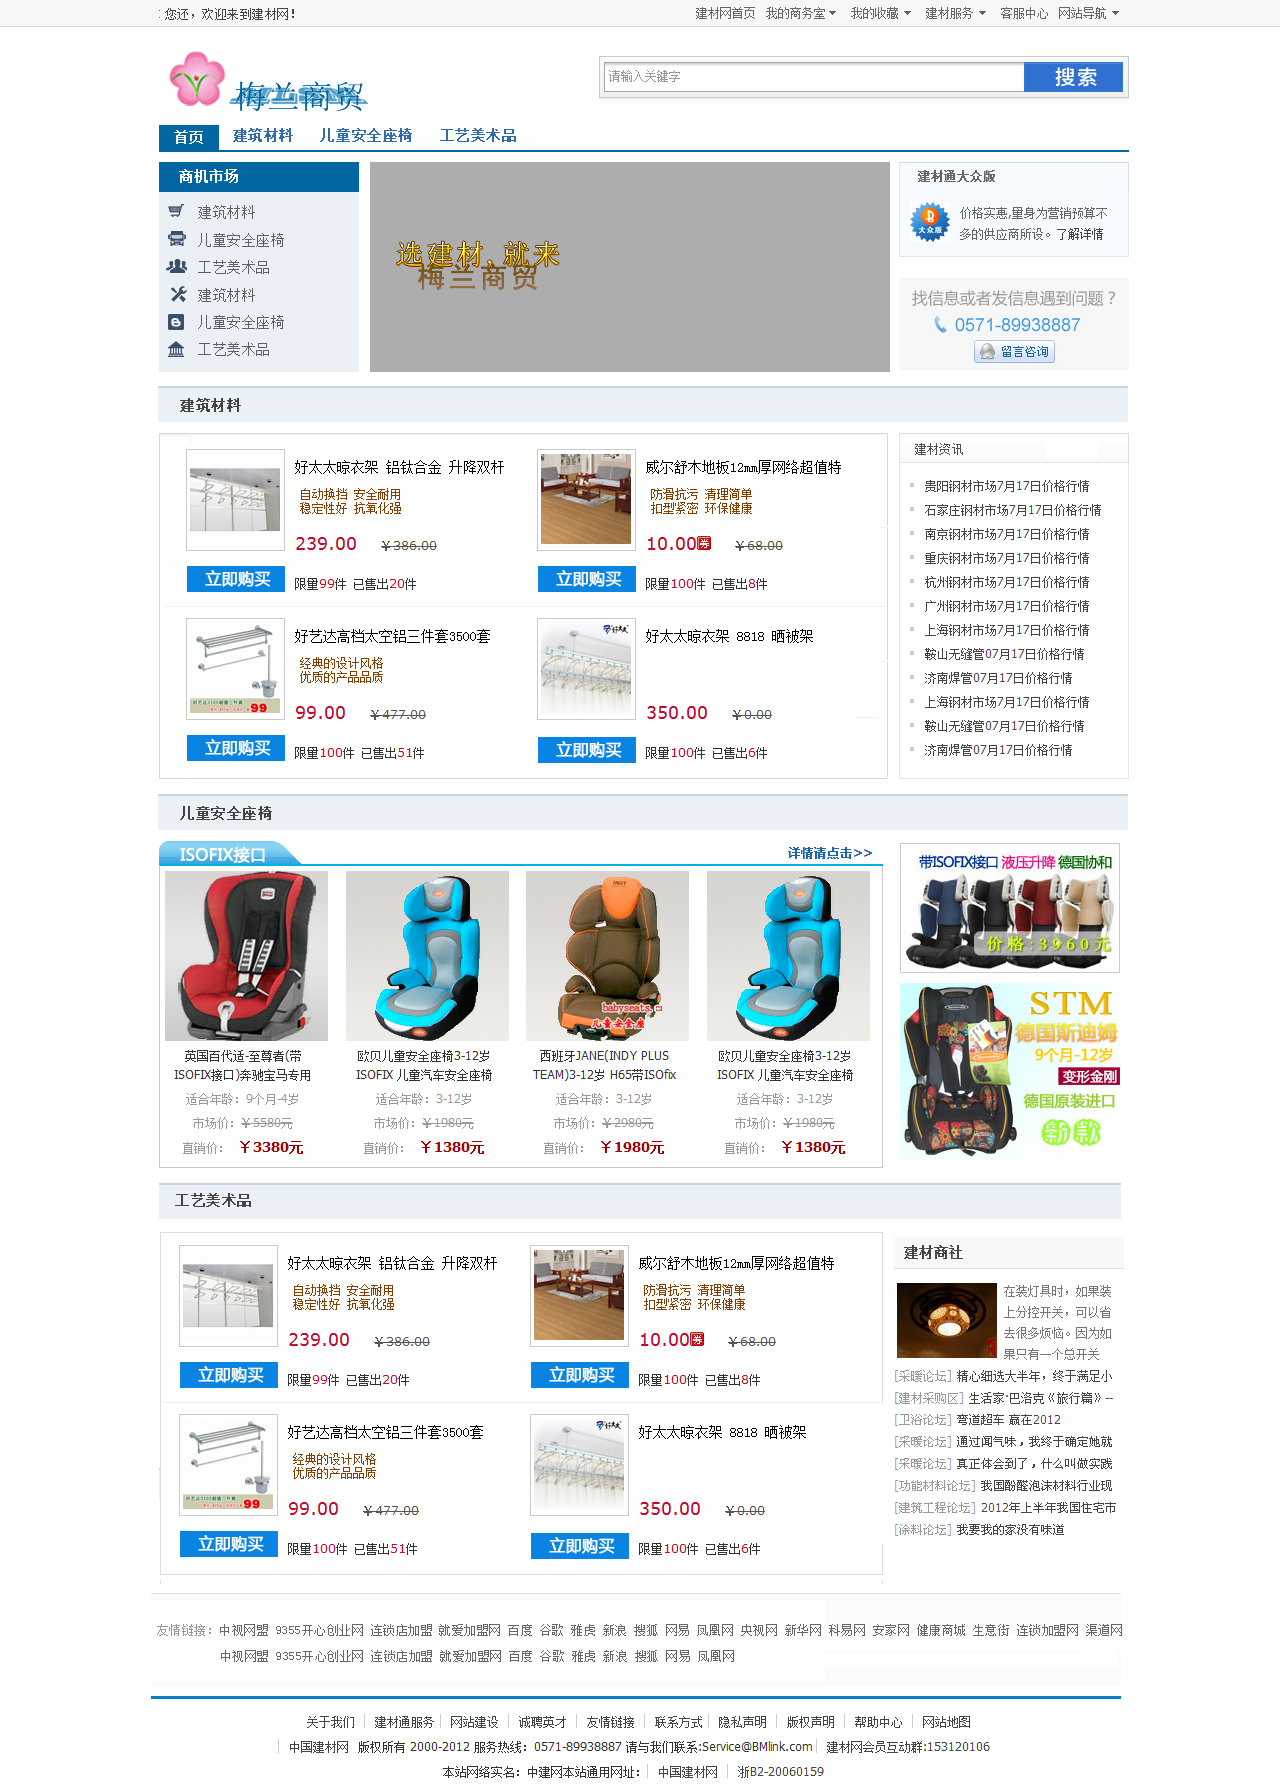 : 您还，欢迎来到建材网！
建材网首页 我的商务室 我的收藏 建材服务 客服中心 网站导航
梅兰商贸
请输入关键字 搜索
首页 建筑材料 儿童安全座椅 工艺美术品
商机市场
建筑材料
儿童安全座椅
工艺美术品
建筑材料
儿童安全座椅
工艺美术品
选建材,就来
梅兰商贸
建材通大众版
大众版
价格实惠,量身为营销预算不
多的供应商所设。了解详情
找信息或者发信息遇到问题？
0571-89938887
留言咨询
建筑材料
好太太晾衣架 铝钛合金 升降双杆
自动换挡 安全耐用
稳定性好 抗氧化强
239.00 ￥386.00
立即购买 限量99件 已售出20件
威尔舒木地板12mm厚网络超值特
防滑抗污 清理简单
扣型紧密 环保健康
10.00券 ￥68.00
立即购买 限量100件 已售出8件
好艺达高档太空铝三件套3500套
经典的设计风格
优质的产品品质
99
99.00 ￥477.00
立即购买 限量100件 已售出51件
好太太晾衣架 8818 晒被架
350.00 ￥0.00
立即购买 限量100件 已售出6件
建材资讯
贵阳钢材市场7月17日价格行情
石家庄钢材市场7月17日价格行情
南京钢材市场7月17日价格行情
重庆钢材市场7月17日价格行情
杭州钢材市场7月17日价格行情
广州钢材市场7月17日价格行情
上海钢材市场7月17日价格行情
鞍山无缝管07月17日价格行情
济南焊管07月17日价格行情
上海钢材市场7月17日价格行情
鞍山无缝管07月17日价格行情
济南焊管07月17日价格行情
儿童安全座椅
ISOFIX接口 详情请点击>>
英国百代适-至尊者(带
ISOFIX接口)奔驰宝马专用
适合年龄：9个月-4岁
市场价：￥5580元
直销价：￥3380元
欧贝儿童安全座椅3-12岁
ISOFIX 儿童汽车安全座椅
适合年龄：3-12岁
市场价：￥1980元
直销价：￥1380元
INDY
babyseats.
儿童安全座
西班牙JANE(INDY PLUS
TEAM)3-12岁 H65带ISOfix
适合年龄：3-12岁
市场价：￥2980元
直销价：￥1980元
欧贝儿童安全座椅3-12岁
ISOFIX 儿童汽车安全座椅
适合年龄：3-12岁
市场价：￥1980元
直销价：￥1380元
带ISOFIX接口 液压升降 德国协和
价格:3960元
STM
德国斯迪姆
9个月-12岁
变形金刚
德国原装进口
新款
工艺美术品
好太太晾衣架 铝钛合金 升降双杆
自动换挡 安全耐用
稳定性好 抗氧化强
239.00 ￥386.00
立即购买 限量99件 已售出20件
威尔舒木地板12mm厚网络超值特
防滑抗污 清理简单
扣型紧密 环保健康
10.00券 ￥68.00
立即购买 限量100件 已售出8件
好艺达高档太空铝三件套3500套
经典的设计风格
优质的产品品质
99
99.00 ￥477.00
立即购买 限量100件 已售出51件
好太太晾衣架 8818 晒被架
350.00 ￥0.00
立即购买 限量100件 已售出6件
建材商社
在装灯具时，如果装
上分控开关，可以省
去很多烦恼。因为如
果只有一个总开关
[采暖论坛] 精心细选大半年，终于满足小
[建材采购区] 生活家·巴洛克《旅行篇》--
[卫浴论坛] 弯道超车 赢在2012
[采暖论坛] 通过闻气味，我终于确定她就
[采暖论坛] 真正体会到了，什么叫做实践
[功能材料论坛] 我国酚醛泡沫材料行业现
[建筑工程论坛] 2012年上半年我国住宅市
[涂料论坛] 我要我的家没有味道
友情链接：中视网盟 9355开心创业网 连锁店加盟 就爱加盟网 百度 谷歌 雅虎 新浪 搜狐 网易 凤凰网 央视网 新华网 科易网 安家网 健康商城 生意街 连锁加盟网 渠道网
中视网盟 9355开心创业网 连锁店加盟 就爱加盟网 百度 谷歌 雅虎 新浪 搜狐 网易 凤凰网
关于我们 建材通服务 网站建设 诚聘英才 友情链接 联系方式 隐私声明 版权声明 帮助中心 网站地图
中国建材网 版权所有 2000-2012 服务热线：0571-89938887 请与我们联系:Service@BMlink.com 建材网会员互动群:153120106
本站网络实名：中建网本站通用网址： 中国建材网 浙B2-20060159